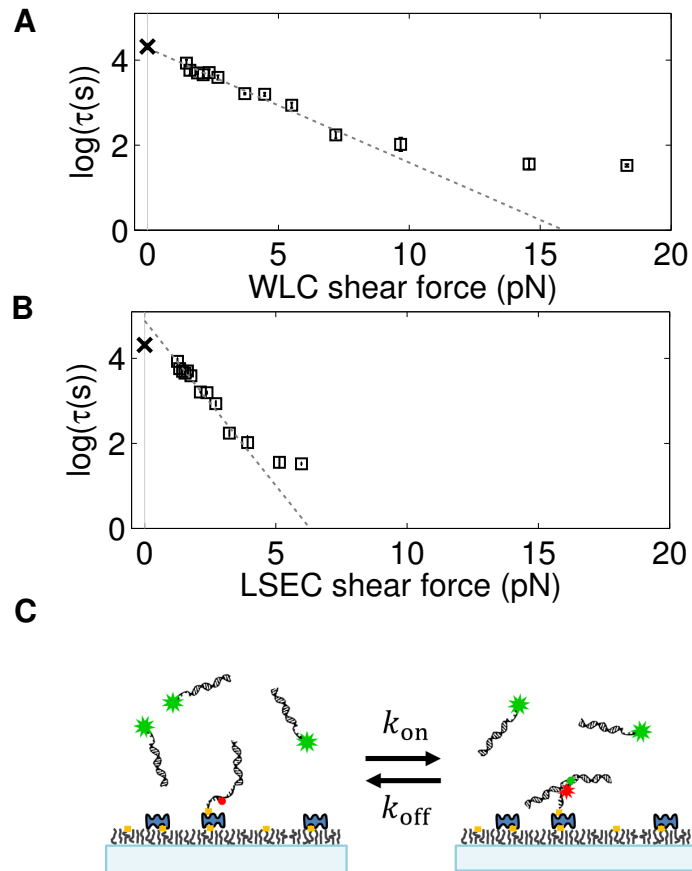 A
log(τ(s))
4
2
0
0 5 10 15 20
WLC shear force (pN)
B
log(τ(s))
4
2
0
0 5 10 15 20
LSEC shear force (pN)
C
k_on
k_off